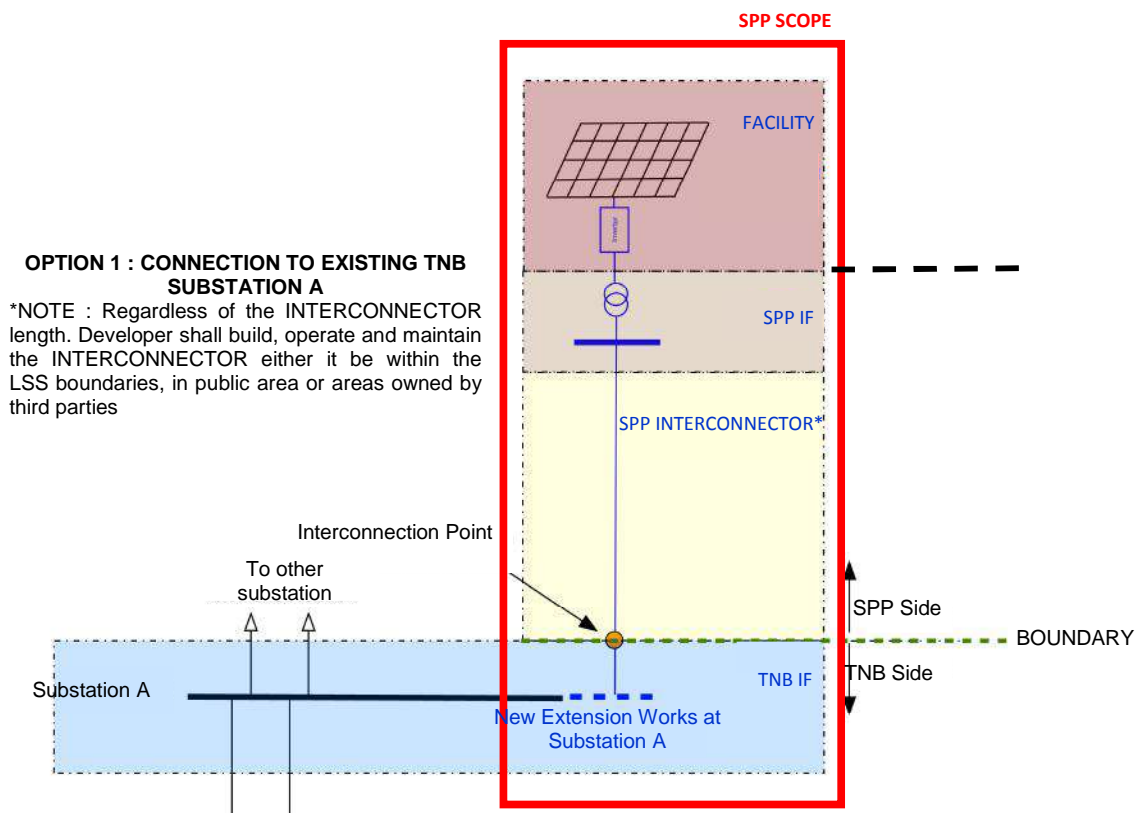 SPP SCOPE
FACILITY
Inverter
OPTION 1 : CONNECTION TO EXISTING TNB
SUBSTATION A
*NOTE : Regardless of the INTERCONNECTOR
length. Developer shall build, operate and maintain
the INTERCONNECTOR either it be within the
LSS boundaries, in public area or areas owned by
third parties
SPP IF
SPP INTERCONNECTOR*
Interconnection Point
To other
substation
SPP Side
BOUNDARY
TNB Side
Substation A
TNB IF
New Extension Works at
Substation A